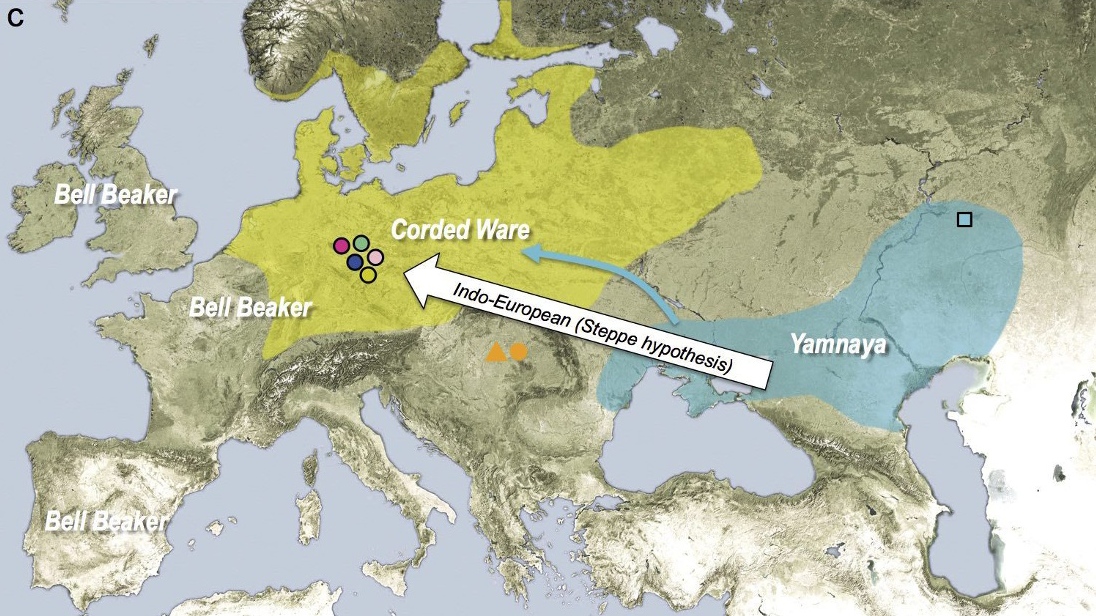 C
Bell Beaker
Corded Ware
Bell Beaker
Indo-European (Steppe hypothesis)
Yamnaya
Bell Beaker